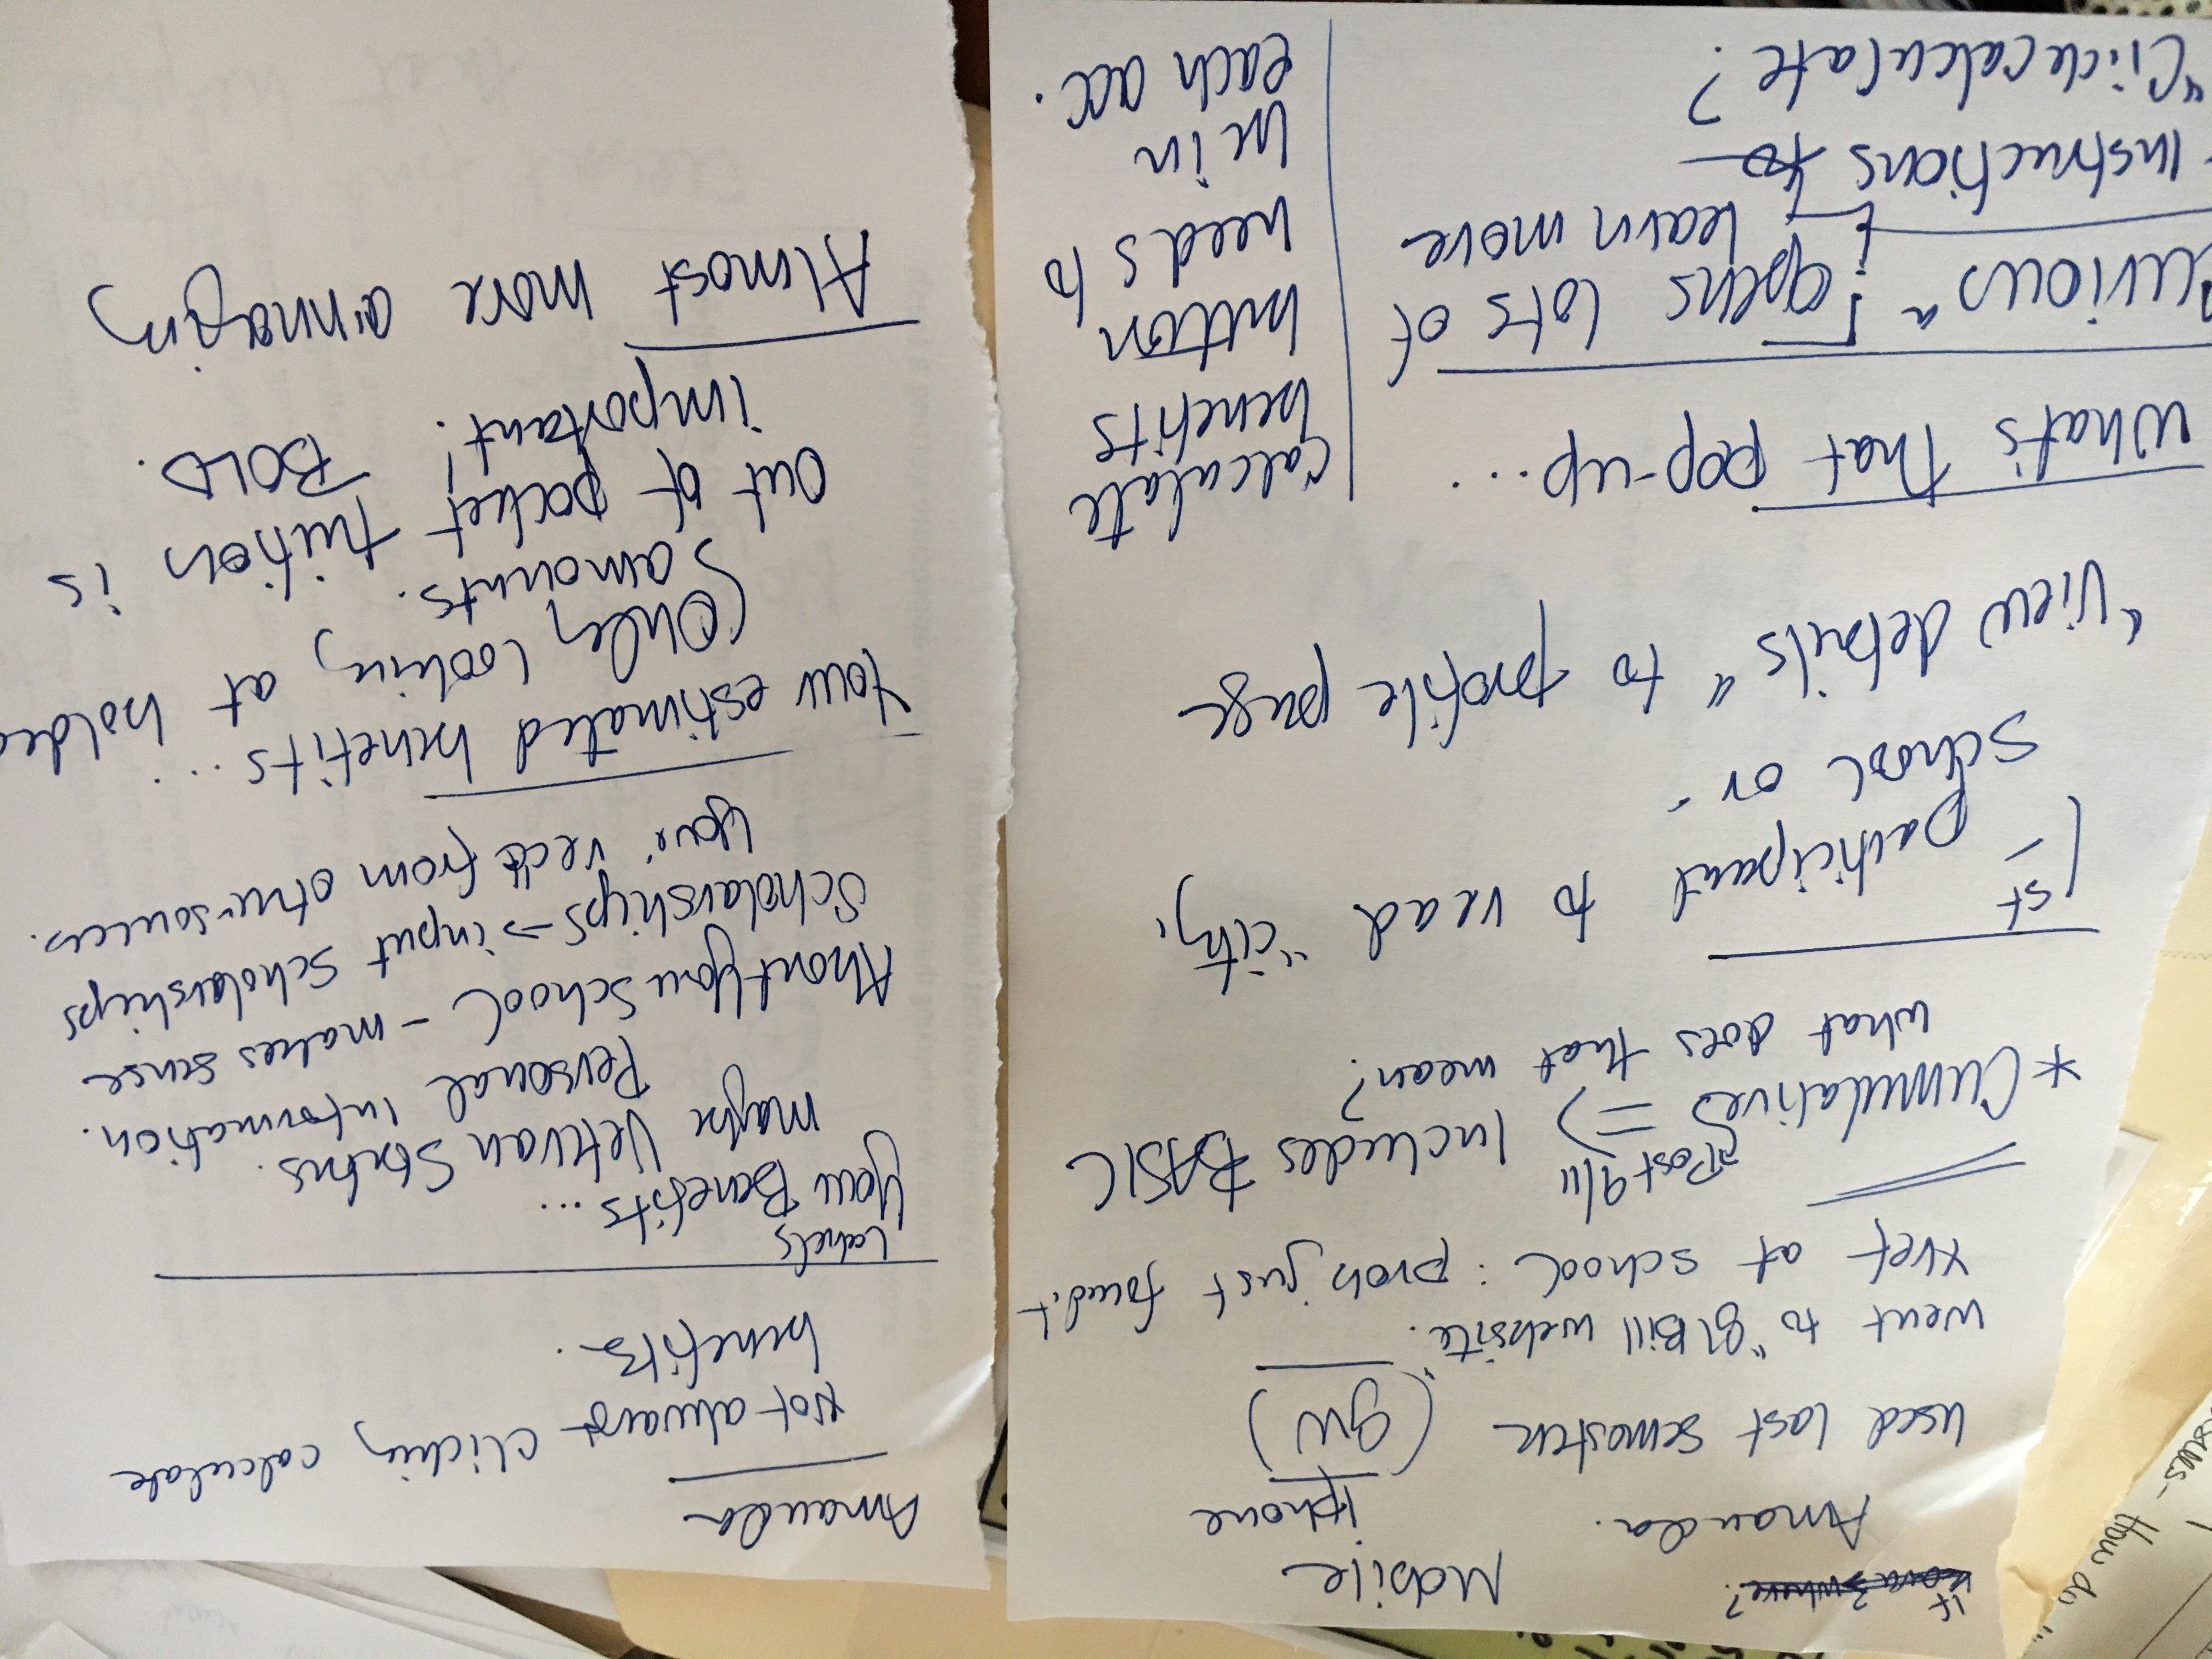 If
where?
Mobile
Amanda.
iphone
used last semester (gW)
went to "gI Bill website".
xref at school : prob just found it
Post 9/11
* Cumulative => Includes BASIC
what does that mean?
1st participant to read "city,
school or -
"View details" to profile page
What's that pop-up...
Curious" opens lots of
learn more
- Instructions to
"Click calculate?
Calculate
benefits
button
needs to
be in
each acc.
Amanda
Not always clicking calculate
benefits.
Labels
Your Benefits...
maybe Veteran Status.
Personal Information.
About Your School - makes sense
Scholarships -> input scholarships
from other sources.
Your estimated benefits...
(Only looking at bolded
amounts.
Out of pocket tuition is
important! BOLD.
Almost more annoying
How do